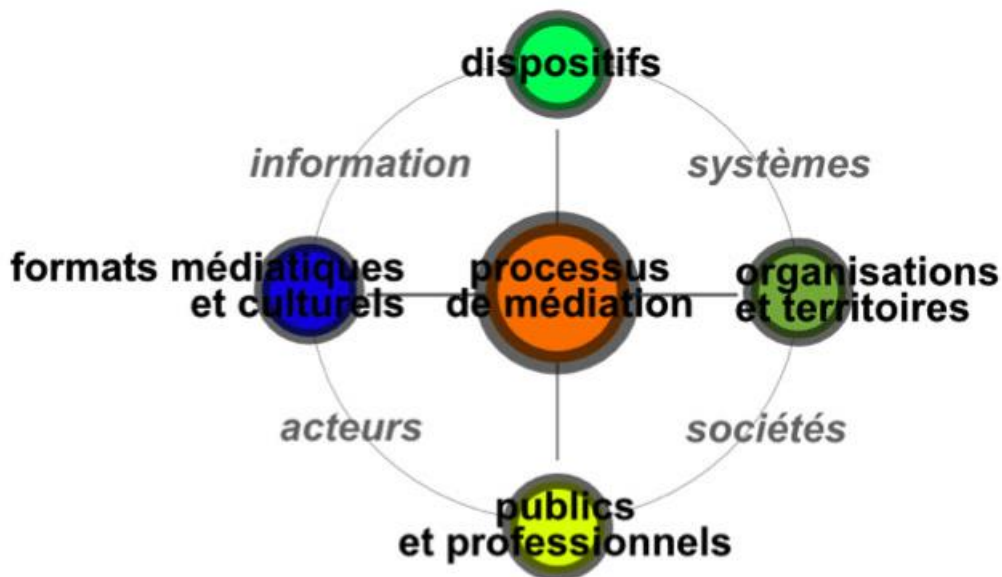 dispositifs
information
systèmes
formats médiatiques
et culturels
processus
de médiation
organisations
et territoires
acteurs
sociétés
publics
et professionnels